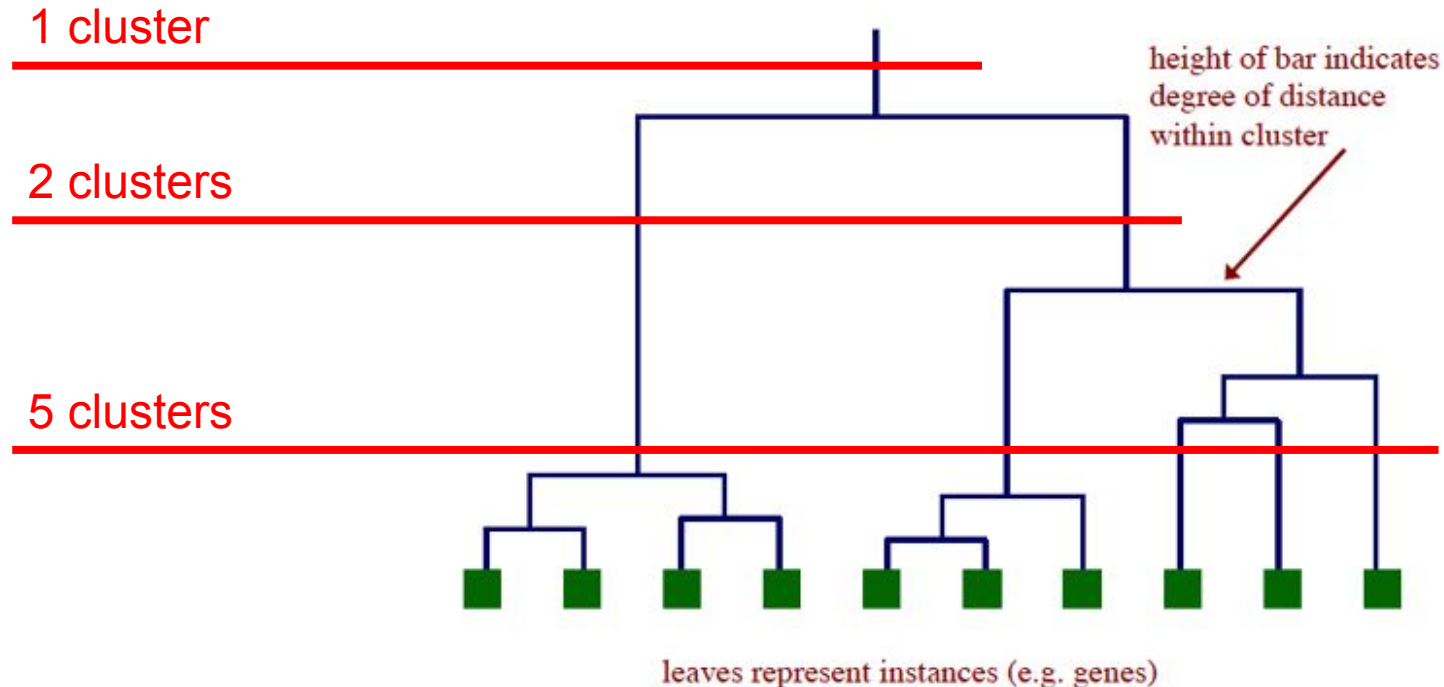 1 cluster
height of bar indicates
degree of distance
within cluster
2 clusters
5 clusters
leaves represent instances (e.g. genes)